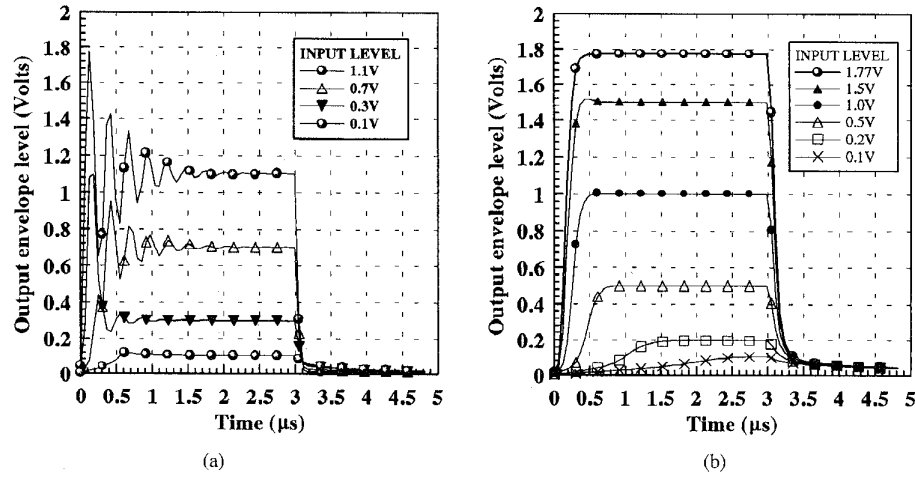 2
1.8
1.6
1.4
1.2
1
0.8
0.6
0.4
0.2
0
Output envelope level (Volts)
INPUT LEVEL
1.1V
0.7V
0.3V
0.1V
0 0.5 1 1.5 2 2.5 3 3.5 4 4.5 5
Time (µs)
(a)
2
1.8
1.6
1.4
1.2
1
0.8
0.6
0.4
0.2
0
Output envelope level (Volts)
INPUT LEVEL
1.77V
1.5V
1.0V
0.5V
0.2V
0.1V
0 0.5 1 1.5 2 2.5 3 3.5 4 4.5 5
Time (µs)
(b)